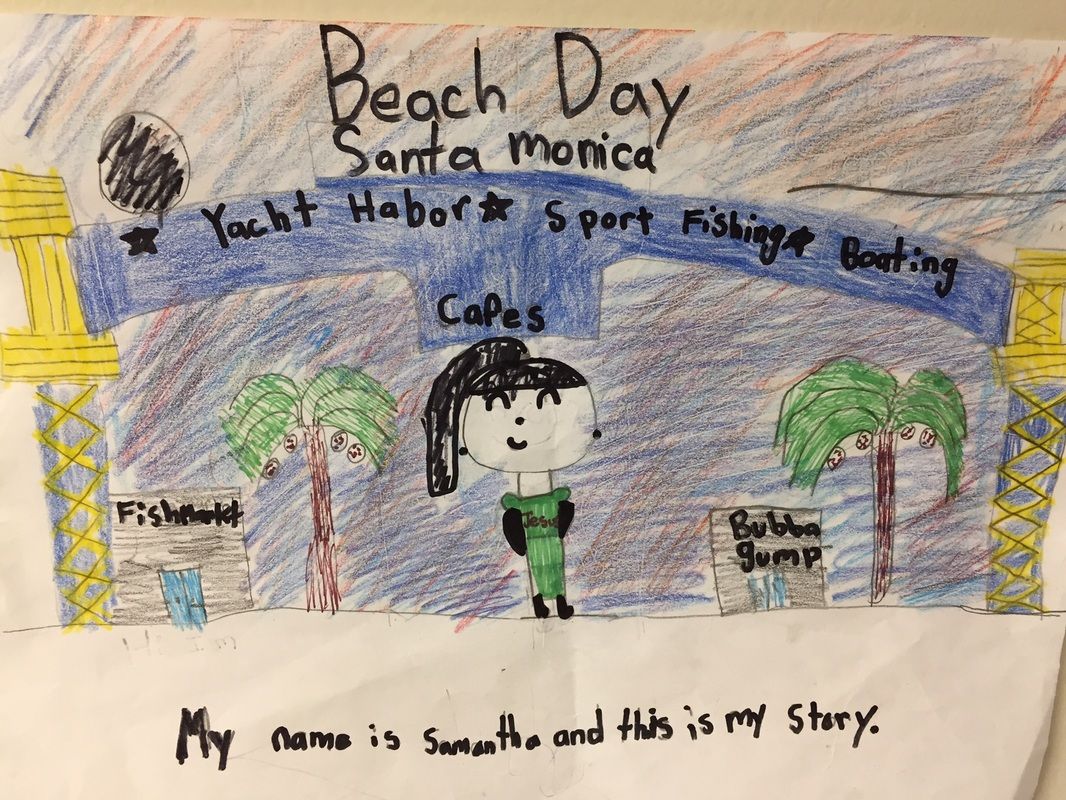 Beach Day
Santa monica
★ Yacht Habor ★ Sport Fishing ★ Boating
Cafes
FishMarket
Jesus
Bubba
gump
My name is Samantha and this is my story.